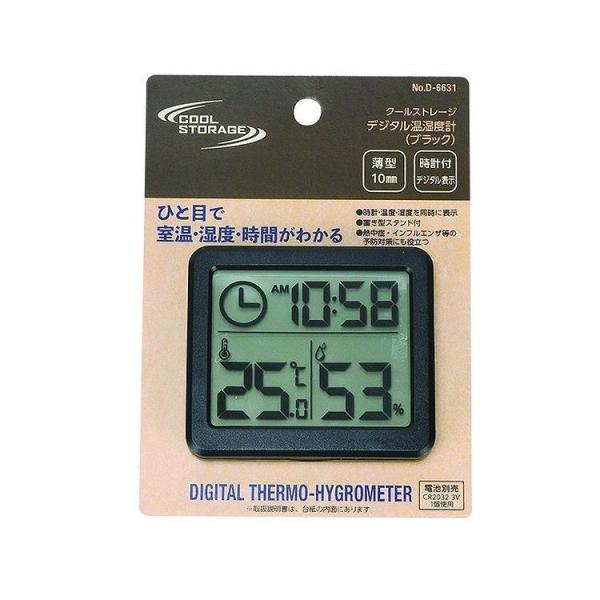 No.D-6631
COOL
STORAGE
クールストレージ
デジタル温湿度計
(ブラック)
薄型
10mm
時計付
デジタル表示
ひと目で
室温・湿度・時間がわかる
●時計・温度・湿度を同時に表示
●置き型スタンド付
●熱中症・インフルエンザ等の
予防対策にも役立つ
AM 10:58
25.0℃
53%
DIGITAL THERMO-HYGROMETER
※取扱説明書は、台紙の内面にあります。
電池別売
CR2032 3V
1個使用